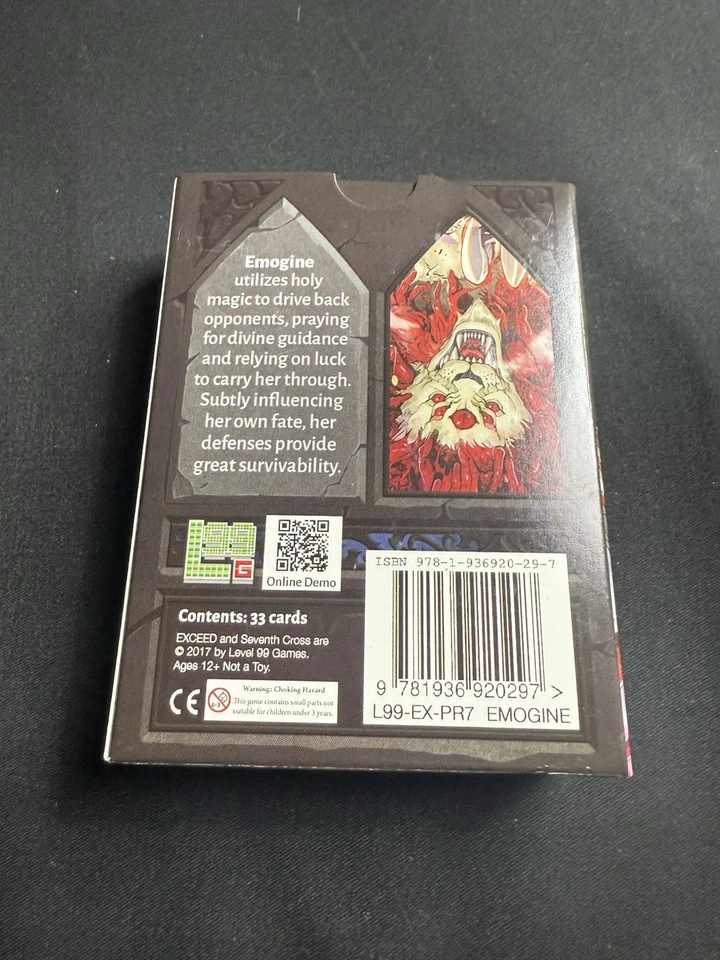 Emogine
utilizes holy
magic to drive back
opponents, praying
for divine guidance
and relying on luck
to carry her through.
Subtly influencing
her own fate, her
defenses provide
great survivability.
L99
G
Online Demo
ISBN 978-1-936920-29-7
9 781936 920297 >
L99-EX-PR7 EMOGINE
Contents: 33 cards
EXCEED and Seventh Cross are
© 2017 by Level 99 Games.
Ages 12+ Not a Toy.
CE
0-3
Warning: Choking Hazard
This game contains small parts not
suitable for children under 3 years.